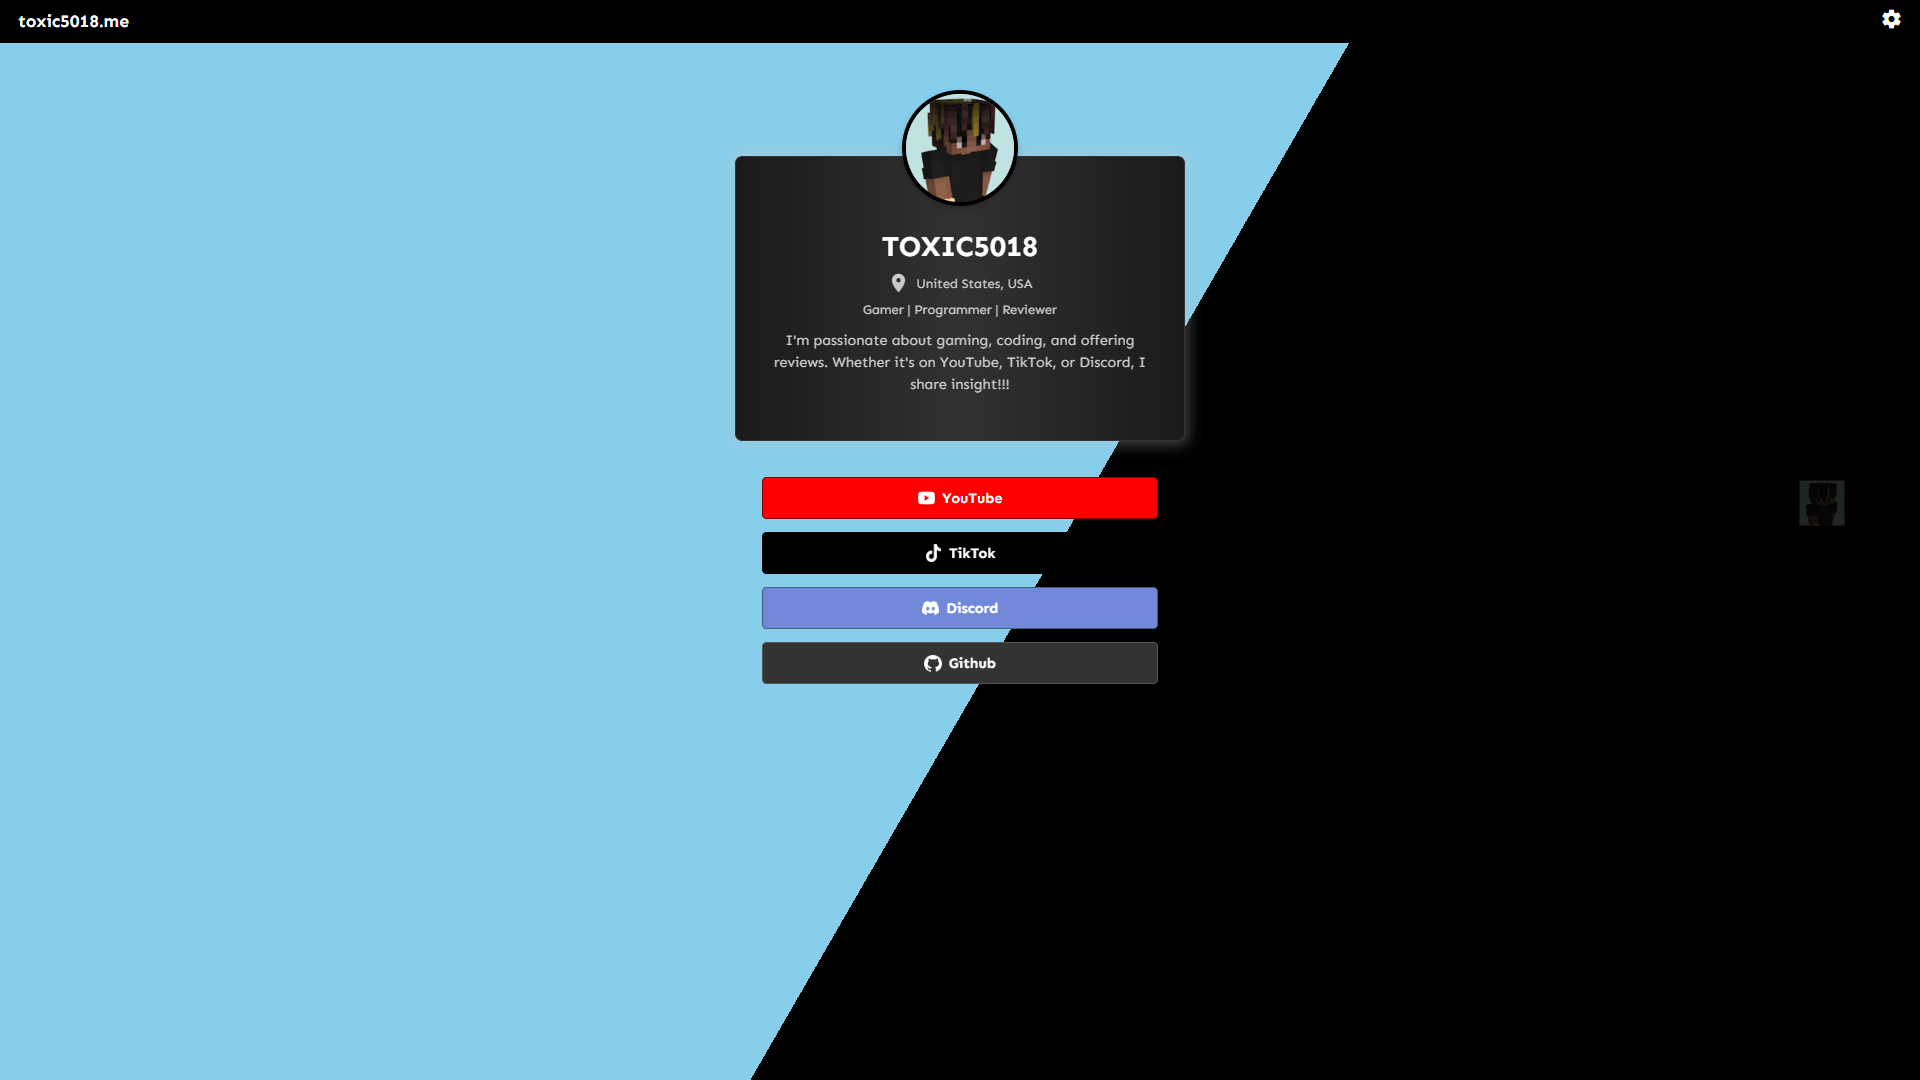 toxic5018.me
TOXIC5018
United States, USA
Gamer | Programmer | Reviewer
I'm passionate about gaming, coding, and offering
reviews. Whether it's on YouTube, TikTok, or Discord, I
share insight!!!
YouTube
TikTok
Discord
Github